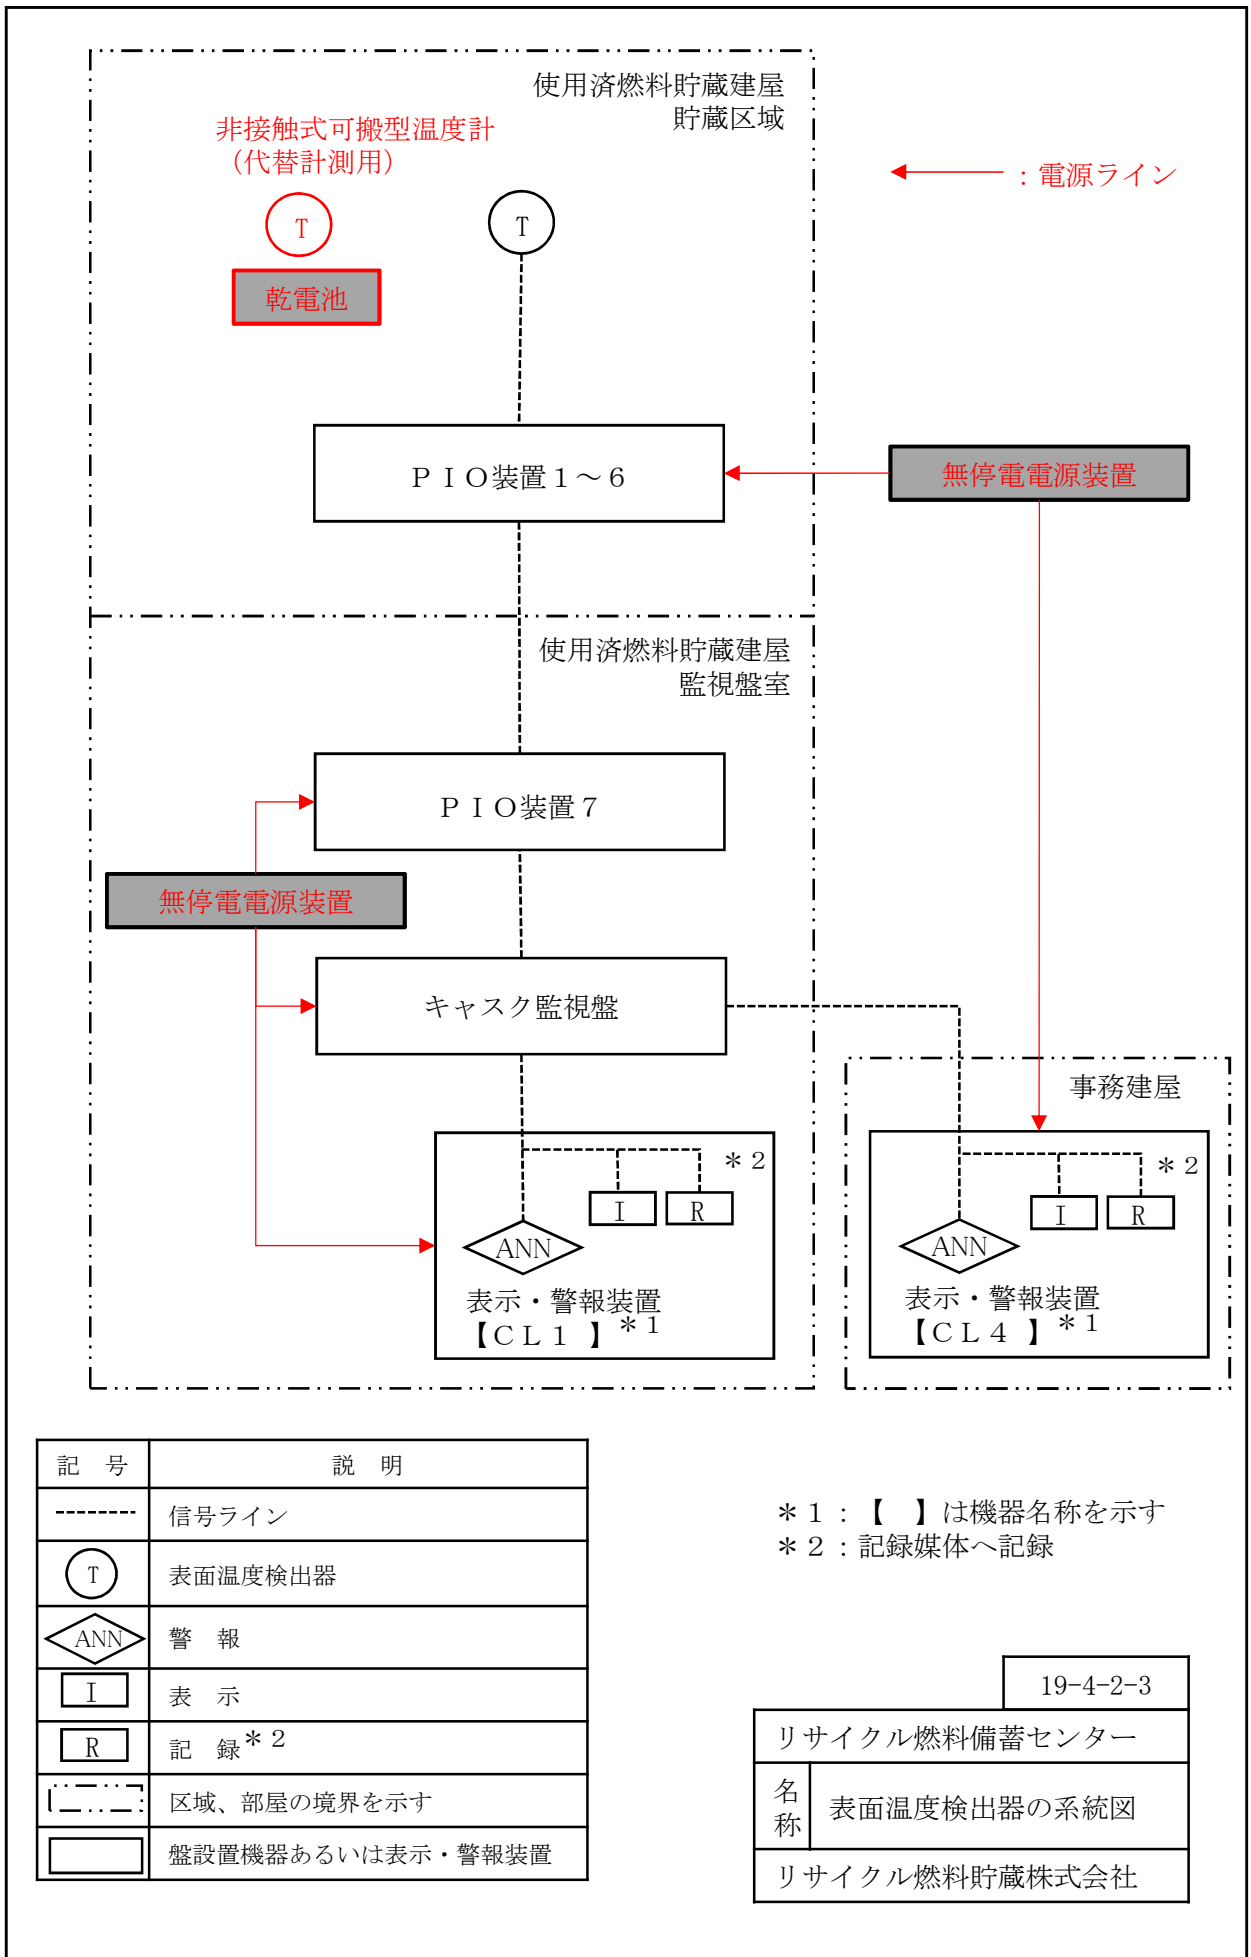 使用済燃料貯蔵建屋
貯蔵区域
非接触式可搬型温度計
（代替計測用）
：電源ライン
T
T
乾電池
ＰＩＯ装置１～６
無停電電源装置
使用済燃料貯蔵建屋
監視盤室
ＰＩＯ装置７
無停電電源装置
キャスク監視盤
事務建屋
＊２
I
R
ANN
表示・警報装置
【ＣＬ１ 】＊１
＊２
I
R
ANN
表示・警報装置
【ＣＬ４ 】＊１
記　号
説　明
信号ライン
T
表面温度検出器
ANN
警　報
I
表　示
R
記　録＊２
区域、部屋の境界を示す
盤設置機器あるいは表示・警報装置
＊１：【　】は機器名称を示す
＊２：記録媒体へ記録
19-4-2-3
リサイクル燃料備蓄センター
名称
表面温度検出器の系統図
リサイクル燃料貯蔵株式会社